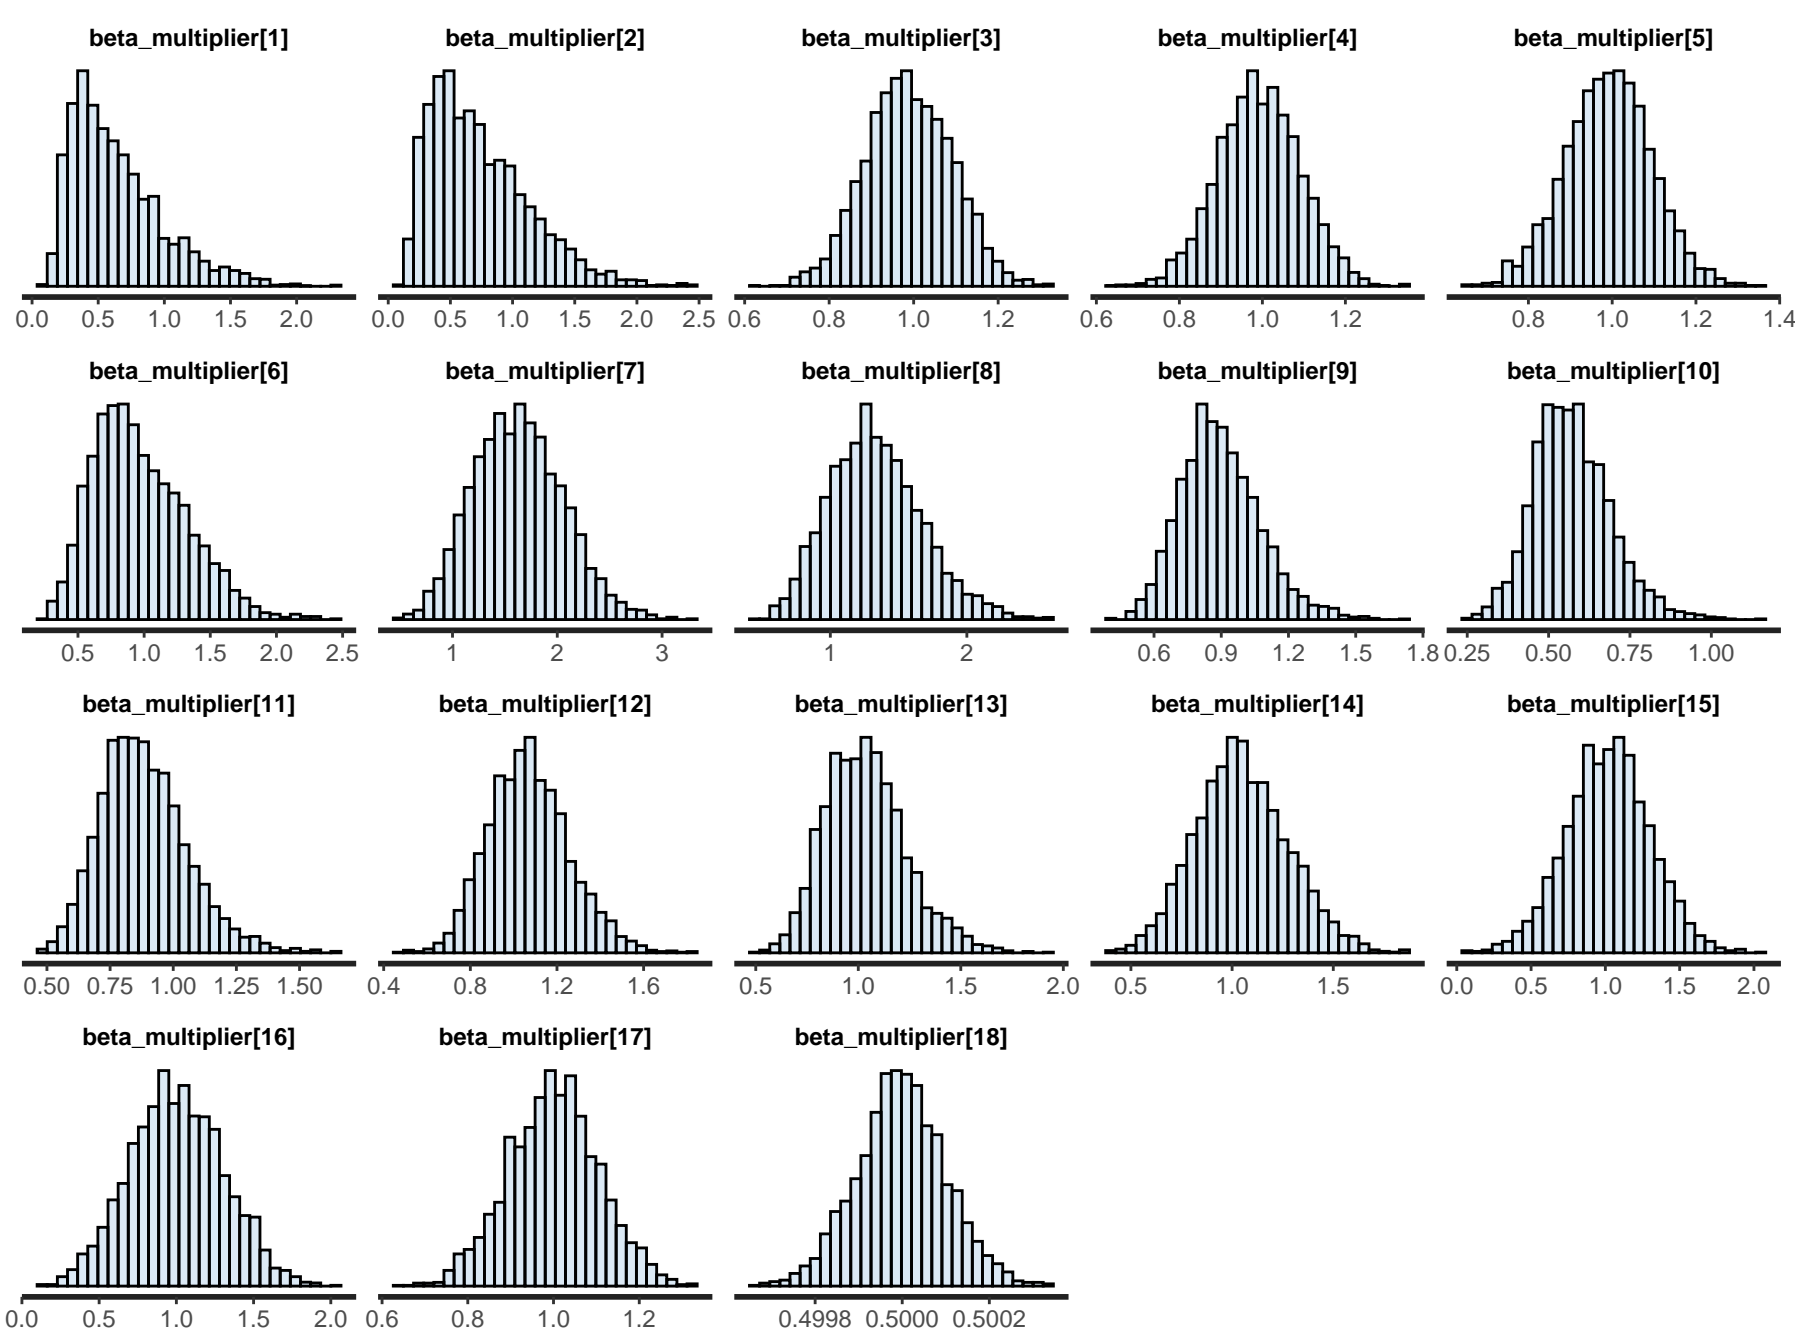 beta_multiplier[1] beta_multiplier[2] beta_multiplier[3] beta_multiplier[4] beta_multiplier[5]
0.0 0.5 1.0 1.5 2.0 0.0 0.5 1.0 1.5 2.0 2.5 0.6 0.8 1.0 1.2 0.6 0.8 1.0 1.2 0.8 1.0 1.2 1.4
beta_multiplier[6] beta_multiplier[7] beta_multiplier[8] beta_multiplier[9] beta_multiplier[10]
0.5 1.0 1.5 2.0 2.5 1 2 3 1 2 0.6 0.9 1.2 1.5 1.8 0.25 0.50 0.75 1.00
beta_multiplier[11] beta_multiplier[12] beta_multiplier[13] beta_multiplier[14] beta_multiplier[15]
0.50 0.75 1.00 1.25 1.50 0.4 0.8 1.2 1.6 0.5 1.0 1.5 2.0 0.5 1.0 1.5 0.0 0.5 1.0 1.5 2.0
beta_multiplier[16] beta_multiplier[17] beta_multiplier[18]
0.0 0.5 1.0 1.5 2.0 0.6 0.8 1.0 1.2 0.4998 0.5000 0.5002